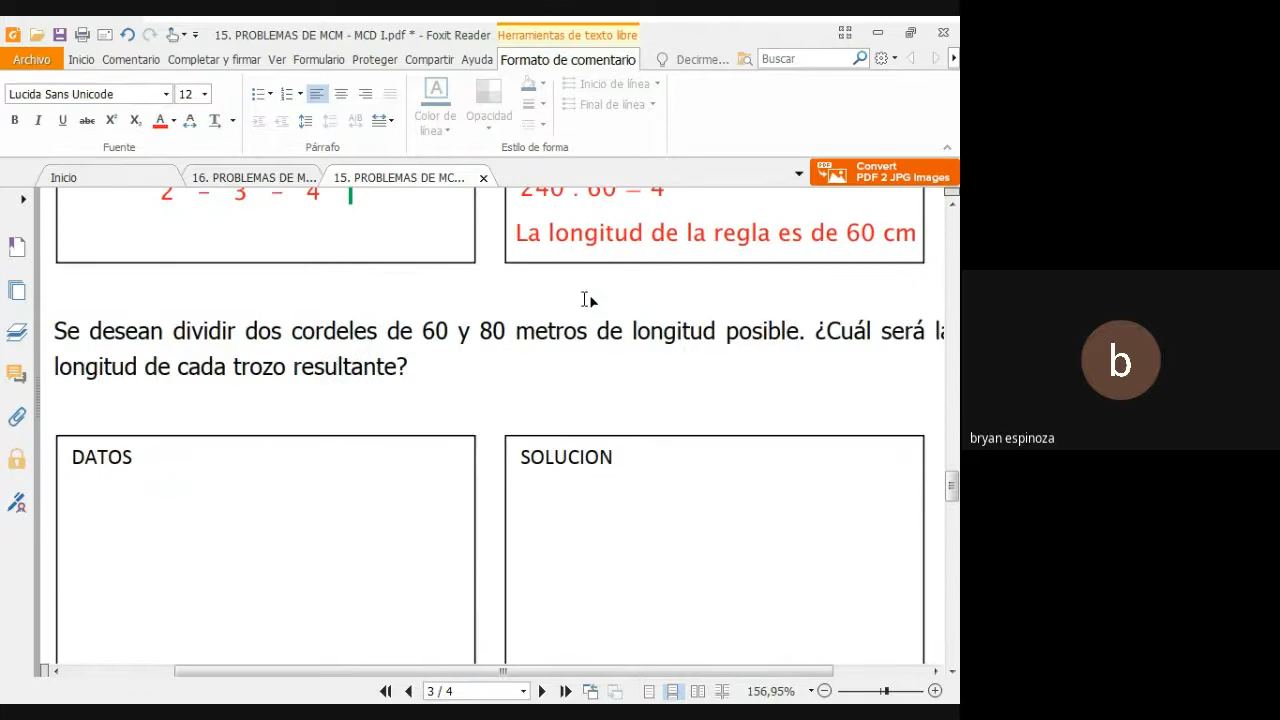 15. PROBLEMAS DE MCM - MCD I.pdf * - Foxit Reader
Herramientas de texto libre
Archivo
Inicio
Comentario
Completar y firma
Ver
Formulario
Proteger
Compartir
Ayuda
Formato de comentario
Decirme...
Buscar
Lucida Sans Unicode
12
Color de línea
Opacidad
Inicio de línea
Final de línea
Fuente
Párrafo
Estilo de forma
Inicio
16. PROBLEMAS DE M...
15. PROBLEMAS DE MC...
Convert
PDF 2 JPG Images
2 - 3 - 4
240 : 60 = 4
La longitud de la regla es de 60 cm
Se desean dividir dos cordeles de 60 y 80 metros de longitud posible. ¿Cuál será la
longitud de cada trozo resultante?
DATOS
SOLUCION
3 / 4
156,95%
b
bryan espinoza